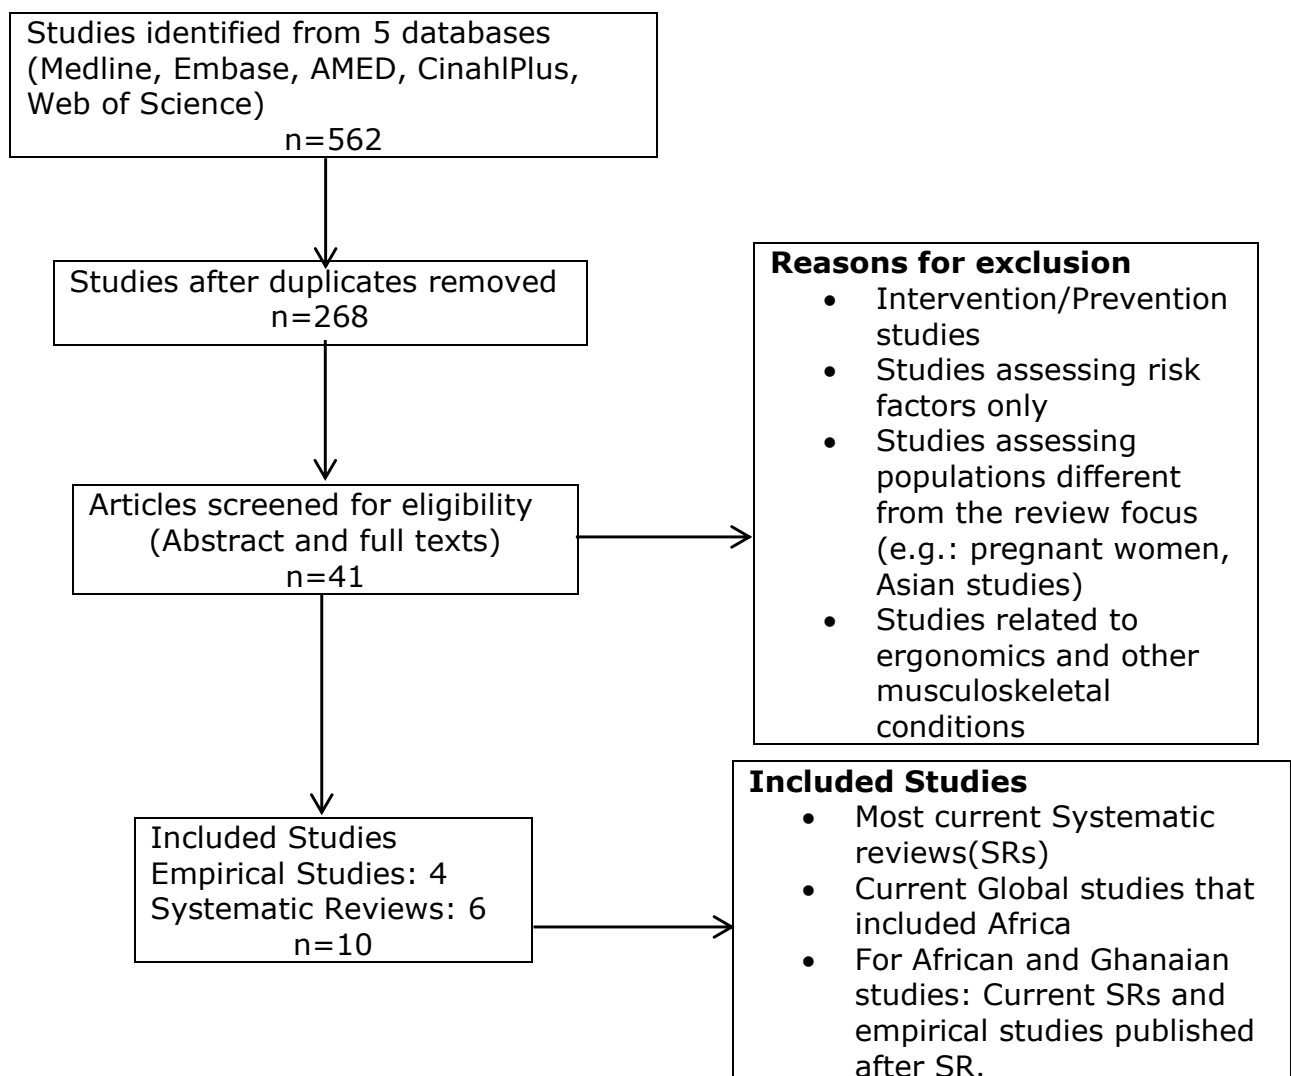 Studies identified from 5 databases
(Medline, Embase, AMED, CinahlPlus,
Web of Science)
n=562
Studies after duplicates removed
n=268
Articles screened for eligibility
(Abstract and full texts)
n=41
Reasons for exclusion
• Intervention/Prevention
studies
• Studies assessing risk
factors only
• Studies assessing
populations different
from the review focus
(e.g.: pregnant women,
Asian studies)
• Studies related to
ergonomics and other
musculoskeletal
conditions
Included Studies
Empirical Studies: 4
Systematic Reviews: 6
n=10
Included Studies
• Most current Systematic
reviews(SRs)
• Current Global studies that
included Africa
• For African and Ghanaian
studies: Current SRs and
empirical studies published
after SR.